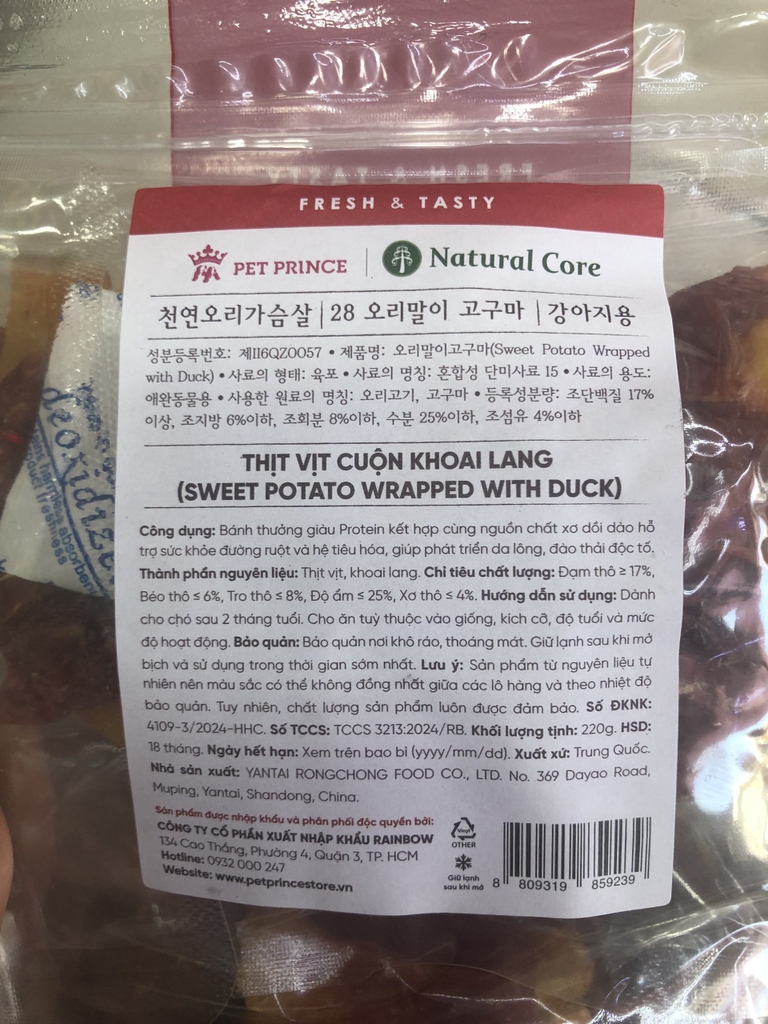 FRESH & TASTY
PET PRINCE | Natural Core
천연오리가슴살 | 28 오리말이 고구마 | 강아지용
성분등록번호: 제II6QZ0057 • 제품명: 오리말이고구마(Sweet Potato Wrapped
with Duck) • 사료의 형태: 육포 • 사료의 명칭: 혼합성 단미사료 15 • 사료의 용도:
애완동물용 • 사용한 원료의 명칭: 오리고기, 고구마 • 등록성분량: 조단백질 17%
이상, 조지방 6%이하, 조회분 8%이하, 수분 25%이하, 조섬유 4%이하
THỊT VỊT CUỘN KHOAI LANG
(SWEET POTATO WRAPPED WITH DUCK)
Công dụng: Bánh thưởng giàu Protein kết hợp cùng nguồn chất xơ dồi dào hỗ
trợ sức khỏe đường ruột và hệ tiêu hóa, giúp phát triển da lông, đào thải độc tố.
Thành phần nguyên liệu: Thịt vịt, khoai lang. Chỉ tiêu chất lượng: Đạm thô ≥ 17%,
Béo thô ≤ 6%, Tro thô ≤ 8%, Độ ẩm ≤ 25%, Xơ thô ≤ 4%. Hướng dẫn sử dụng: Dành
cho chó sau 2 tháng tuổi. Cho ăn tuỳ thuộc vào giống, kích cỡ, độ tuổi và mức
độ hoạt động. Bảo quản: Bảo quản nơi khô ráo, thoáng mát. Giữ lạnh sau khi mở
bịch và sử dụng trong thời gian sớm nhất. Lưu ý: Sản phẩm từ nguyên liệu tự
nhiên nên màu sắc có thể không đồng nhất giữa các lô hàng và theo nhiệt độ
bảo quản. Tuy nhiên, chất lượng sản phẩm luôn được đảm bảo. Số ĐKNK:
4109-3/2024-HHC. Số TCCS: TCCS 3213:2024/RB. Khối lượng tịnh: 220g. HSD:
18 tháng. Ngày hết hạn: Xem trên bao bì (yyyy/mm/dd). Xuất xứ: Trung Quốc.
Nhà sản xuất: YANTAI RONGCHONG FOOD CO., LTD. No. 369 Dayao Road,
Muping, Yantai, Shandong, China.
Sản phẩm được nhập khẩu và phân phối độc quyền bởi:
CÔNG TY CỔ PHẦN XUẤT NHẬP KHẨU RAINBOW
134 Cao Thắng, Phường 4, Quận 3, TP. HCM
Hotline: 0932 000 247
Website: www.petprincestore.vn
Vinyl
OTHER
Giữ lạnh
sau khi mở
8 809319 859239
deoxidize
product freshness